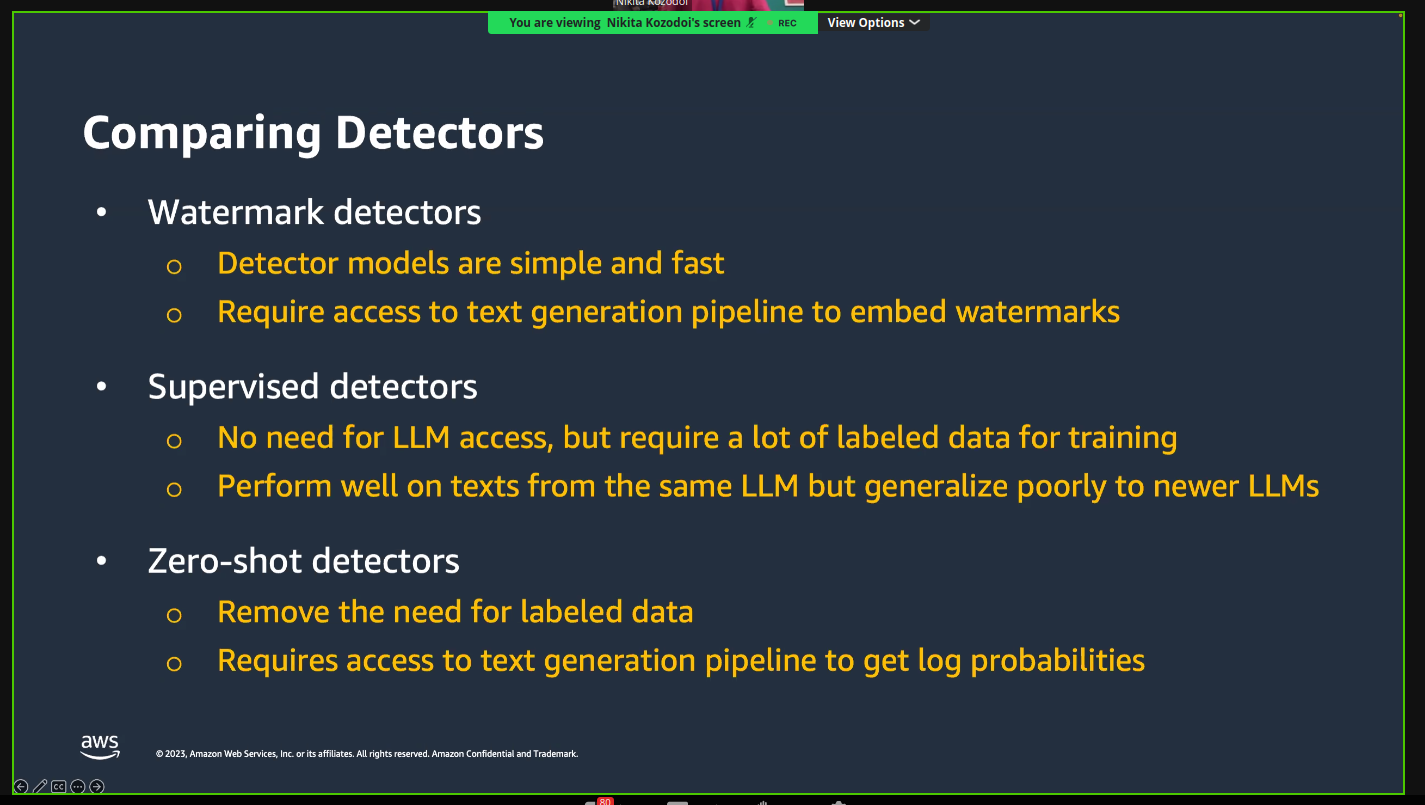 Nikita Kozodoi
You are viewing Nikita Kozodoi's screen REC View Options
Comparing Detectors
• Watermark detectors
o Detector models are simple and fast
o Require access to text generation pipeline to embed watermarks
• Supervised detectors
o No need for LLM access, but require a lot of labeled data for training
o Perform well on texts from the same LLM but generalize poorly to newer LLMs
• Zero-shot detectors
o Remove the need for labeled data
o Requires access to text generation pipeline to get log probabilities
aws
© 2023, Amazon Web Services, Inc. or its affiliates. All rights reserved. Amazon Confidential and Trademark.
CC
80